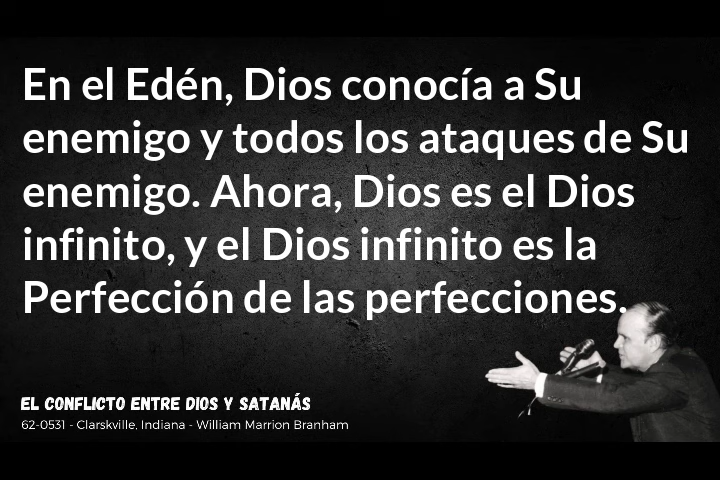 En el Edén, Dios conocía a Su
enemigo y todos los ataques de Su
enemigo. Ahora, Dios es el Dios
infinito, y el Dios infinito es la
Perfección de las perfecciones.
EL CONFLICTO ENTRE DIOS Y SATANÁS
62-0531 - Clarskville, Indiana - William Marrion Branham